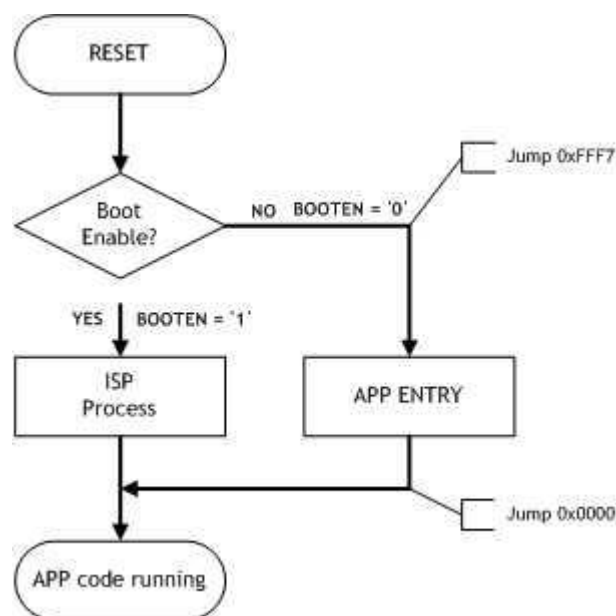 RESET
Jump 0xFFF7
Boot
Enable?
NO BOOTEN = '0'
YES BOOTEN = '1'
ISP
Process
APP ENTRY
Jump 0x0000
APP code running